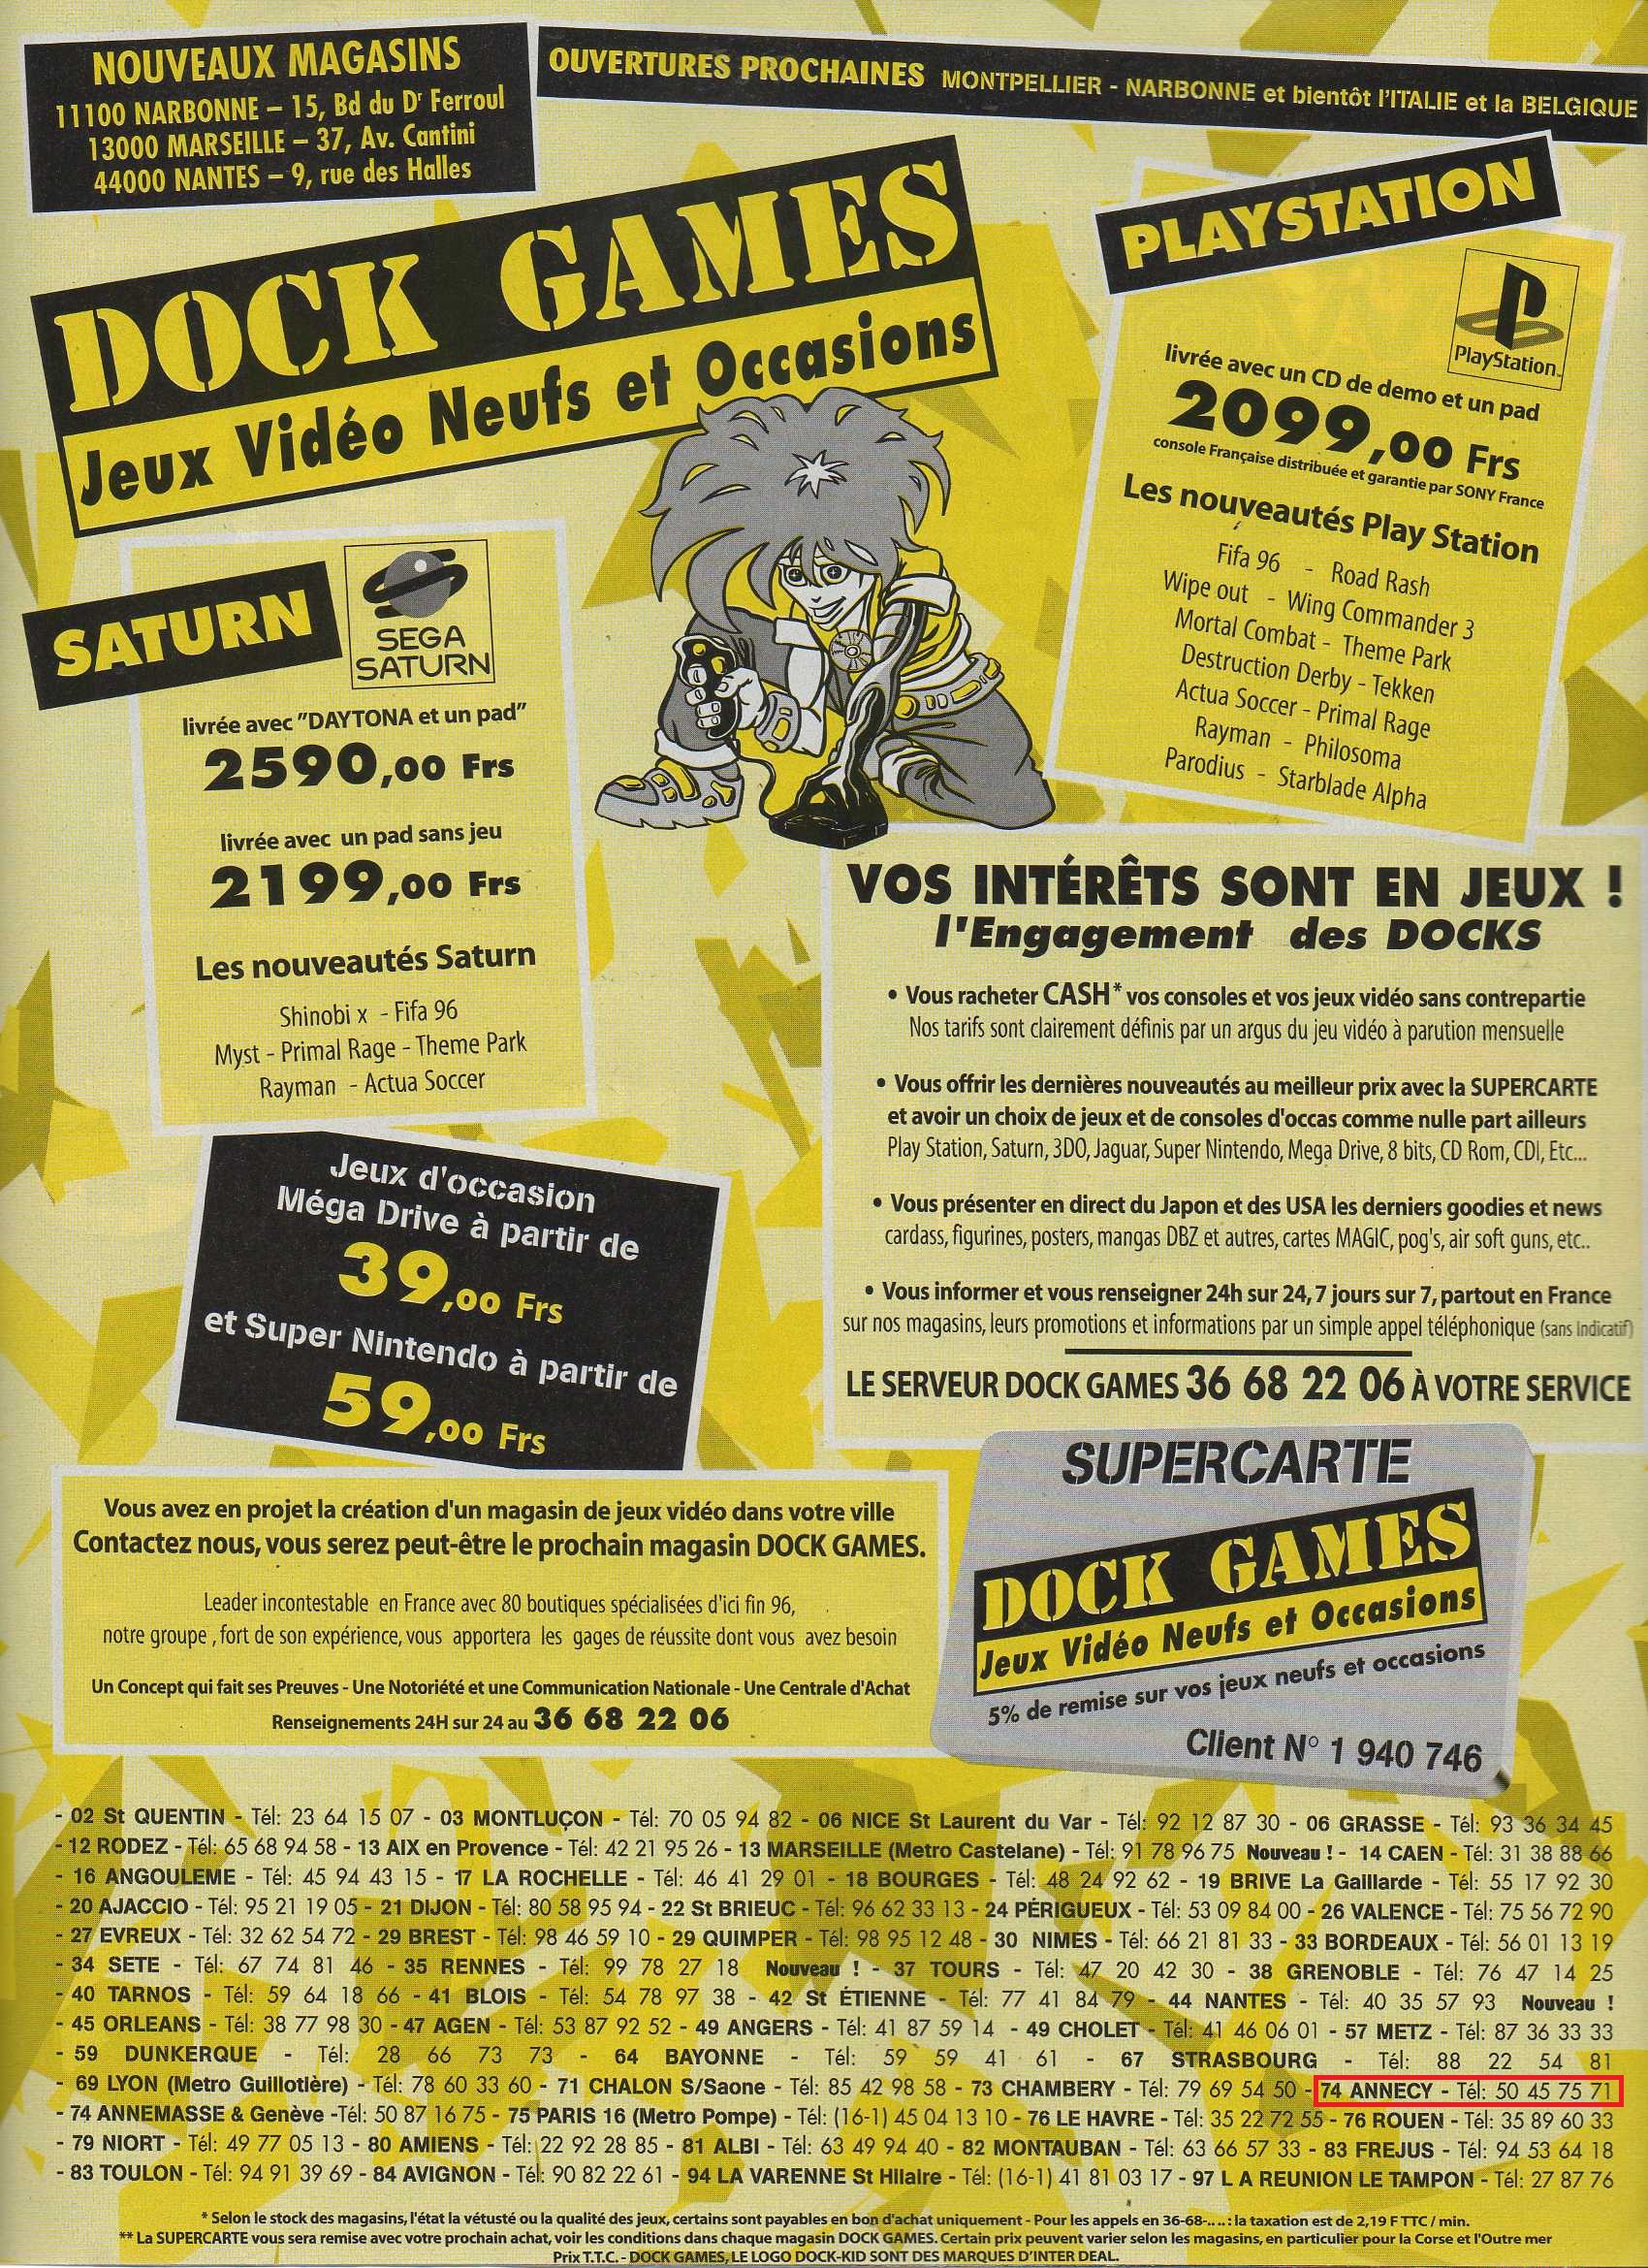 NOUVEAUX MAGASINS
11100 NARBONNE – 15, Bd du Dr Ferroul
13000 MARSEILLE – 37, Av. Cantini
44000 NANTES – 9, rue des Halles
OUVERTURES PROCHAINES MONTPELLIER - NARBONNE et bientôt l'ITALIE et la BELGIQUE
DOCK GAMES
Jeux Vidéo Neufs et Occasions
PLAYSTATION
PlayStation
livrée avec un CD de demo et un pad
2099,00 Frs
console Française distribuée et garantie par SONY France
Les nouveautés Play Station
Fifa 96 - Road Rash
Wipe out - Wing Commander 3
Mortal Combat - Theme Park
Destruction Derby - Tekken
Actua Soccer - Primal Rage
Rayman - Philosoma
Parodius - Starblade Alpha
SATURN
SEGA
SATURN
livrée avec "DAYTONA et un pad"
2590,00 Frs
livrée avec un pad sans jeu
2199,00 Frs
Les nouveautés Saturn
Shinobi x - Fifa 96
Myst - Primal Rage - Theme Park
Rayman - Actua Soccer
VOS INTÉRÊTS SONT EN JEUX !
l'Engagement des DOCKS
• Vous racheter CASH* vos consoles et vos jeux vidéo sans contrepartie
Nos tarifs sont clairement définis par un argus du jeu vidéo à parution mensuelle
• Vous offrir les dernières nouveautés au meilleur prix avec la SUPERCARTE
et avoir un choix de jeux et de consoles d'occas comme nulle part ailleurs
Play Station, Saturn, 3DO, Jaguar, Super Nintendo, Mega Drive, 8 bits, CD Rom, CDI, Etc...
• Vous présenter en direct du Japon et des USA les derniers goodies et news
cardass, figurines, posters, mangas DBZ et autres, cartes MAGIC, pog's, air soft guns, etc..
• Vous informer et vous renseigner 24h sur 24, 7 jours sur 7, partout en France
sur nos magasins, leurs promotions et informations par un simple appel téléphonique (sans indicatif)
LE SERVEUR DOCK GAMES 36 68 22 06 À VOTRE SERVICE
Jeux d'occasion
Méga Drive à partir de
39,00 Frs
et Super Nintendo à partir de
59,00 Frs
Vous avez en projet la création d'un magasin de jeux vidéo dans votre ville
Contactez nous, vous serez peut-être le prochain magasin DOCK GAMES.
Leader incontestable en France avec 80 boutiques spécialisées d'ici fin 96,
notre groupe , fort de son expérience, vous apportera les gages de réussite dont vous avez besoin
Un Concept qui fait ses Preuves - Une Notoriété et une Communication Nationale - Une Centrale d'Achat
Renseignements 24H sur 24 au 36 68 22 06
SUPERCARTE
DOCK GAMES
Jeux Vidéo Neufs et Occasions
5% de remise sur vos jeux neufs et occasions
Client N° 1 940 746
- 02 St QUENTIN - Tél: 23 64 15 07 - 03 MONTLUÇON - Tél: 70 05 94 82 - 06 NICE St Laurent du Var - Tél: 92 12 87 30 - 06 GRASSE - Tél: 93 36 34 45
- 12 RODEZ - Tél: 65 68 94 58 - 13 AIX en Provence - Tél: 42 21 95 26 - 13 MARSEILLE (Metro Castelane) - Tél: 91 78 96 75 Nouveau ! - 14 CAEN - Tél: 31 38 88 66
- 16 ANGOULEME - Tél: 45 94 43 15 - 17 LA ROCHELLE - Tél: 46 41 29 01 - 18 BOURGES - Tél: 48 24 92 62 - 19 BRIVE La Gaillarde - Tél: 55 17 92 30
- 20 AJACCIO - Tél: 95 21 19 05 - 21 DIJON - Tél: 80 58 95 94 - 22 St BRIEUC - Tél: 96 62 33 13 - 24 PÉRIGUEUX - Tél: 53 09 84 00 - 26 VALENCE - Tél: 75 56 72 90
- 27 EVREUX - Tél: 32 62 54 72 - 29 BREST - Tél: 98 46 59 10 - 29 QUIMPER - Tél: 98 95 12 48 - 30 NIMES - Tél: 66 21 81 33 - 33 BORDEAUX - Tél: 56 01 13 19
- 34 SETE - Tél: 67 74 81 46 - 35 RENNES - Tél: 99 78 27 18 Nouveau ! - 37 TOURS - Tél: 47 20 42 30 - 38 GRENOBLE - Tél: 76 47 14 25
- 40 TARNOS - Tél: 59 64 18 66 - 41 BLOIS - Tél: 54 78 97 38 - 42 St ÉTIENNE - Tél: 77 41 84 79 - 44 NANTES - Tél: 40 35 57 93 Nouveau !
- 45 ORLEANS - Tél: 38 77 98 30 - 47 AGEN - Tél: 53 87 92 52 - 49 ANGERS - Tél: 41 87 59 14 - 49 CHOLET - Tél: 41 46 06 01 - 57 METZ - Tél: 87 36 33 33
- 59 DUNKERQUE - Tél: 28 66 73 73 - 64 BAYONNE - Tél: 59 59 41 61 - 67 STRASBOURG - Tél: 88 22 54 81
- 69 LYON (Metro Guillotière) - Tél: 78 60 33 60 - 71 CHALON S/Saone - Tél: 85 42 98 58 - 73 CHAMBERY - Tél: 79 69 54 50 - 74 ANNECY - Tél: 50 45 75 71
- 74 ANNEMASSE & Genève -Tél: 50 87 16 75 - 75 PARIS 16 (Metro Pompe) - Tél: (16-1) 45 04 13 10 - 76 LE HAVRE - Tél: 35 22 72 55 - 76 ROUEN - Tél: 35 89 60 33
- 79 NIORT - Tél: 49 77 05 13 - 80 AMIENS - Tél: 22 92 28 85 - 81 ALBI - Tél: 63 49 94 40 - 82 MONTAUBAN - Tél: 63 66 57 33 - 83 FREJUS - Tél: 94 53 64 18
- 83 TOULON - Tél: 94 91 39 69 - 84 AVIGNON - Tél: 90 82 22 61 - 94 LA VARENNE St Hilaire - Tél: (16-1) 41 81 03 17 - 97 L A REUNION LE TAMPON - Tél: 27 87 76
* Selon le stock des magasins, l'état la vétusté ou la qualité des jeux, certains sont payables en bon d'achat uniquement - Pour les appels en 36-68-.... : la taxation est de 2,19 F TTC / min.
** La SUPERCARTE vous sera remise avec votre prochain achat, voir les conditions dans chaque magasin DOCK GAMES. Certain prix peuvent varier selon les magasins, en particulier pour la Corse et l'Outre mer
Prix T.T.C. - DOCK GAMES, LE LOGO DOCK-KID SONT DES MARQUES D'INTER DEAL.